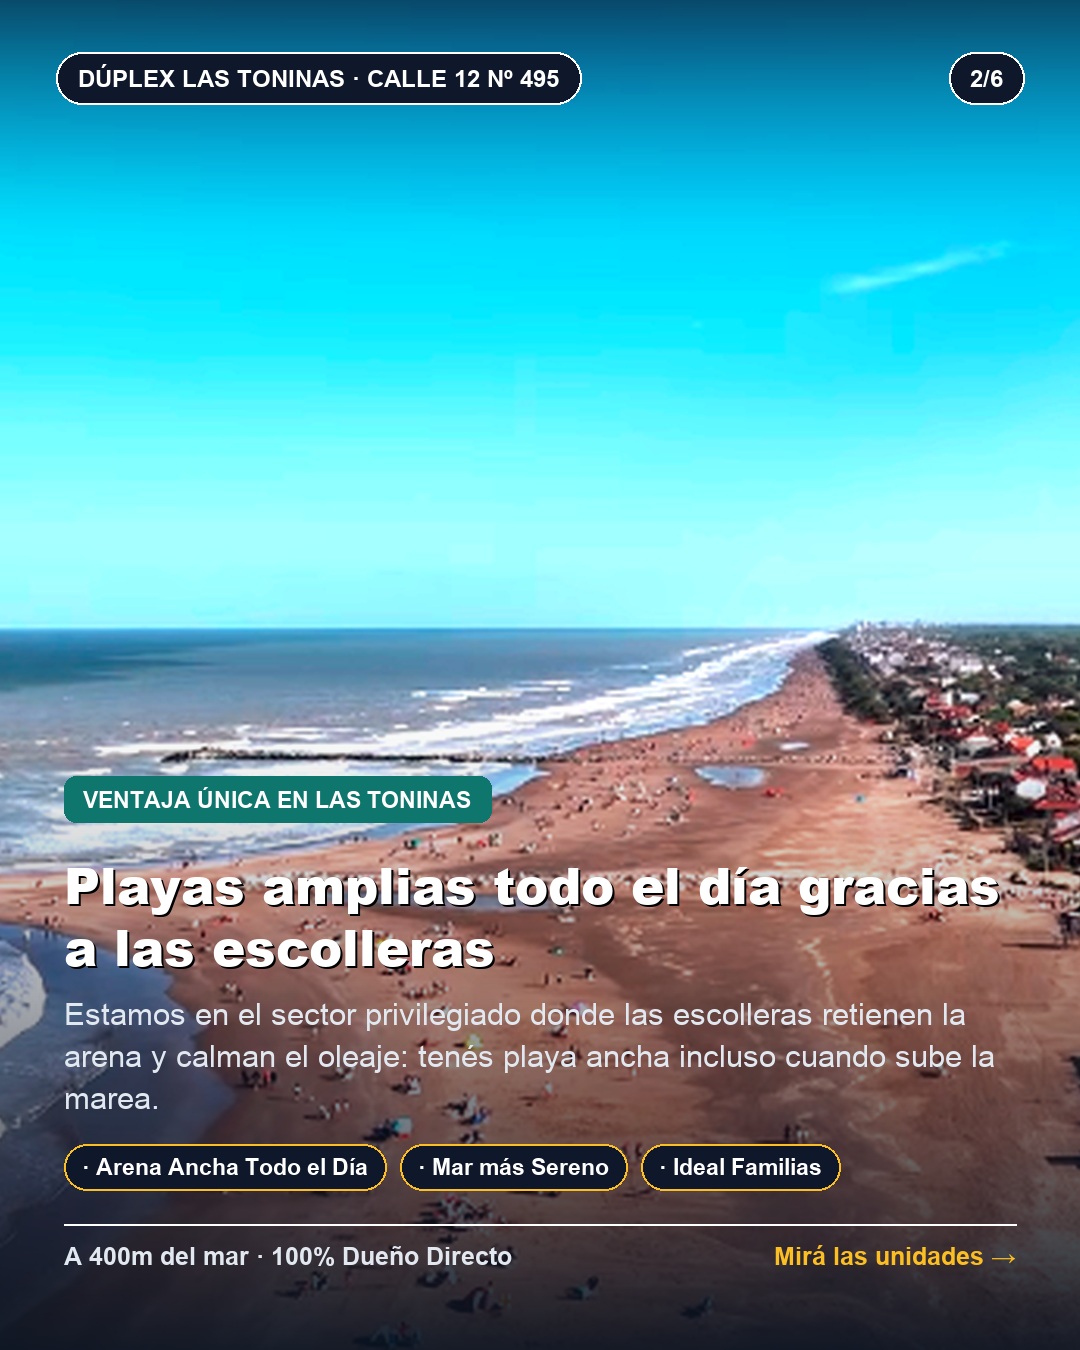 DÚPLEX LAS TONINAS · CALLE 12 Nº 495
2/6
VENTAJA ÚNICA EN LAS TONINAS
Playas amplias todo el día gracias
a las escolleras
Estamos en el sector privilegiado donde las escolleras retienen la
arena y calman el oleaje: tenés playa ancha incluso cuando sube la
marea.
· Arena Ancha Todo el Día
· Mar más Sereno
· Ideal Familias
A 400m del mar · 100% Dueño Directo
Mirá las unidades →